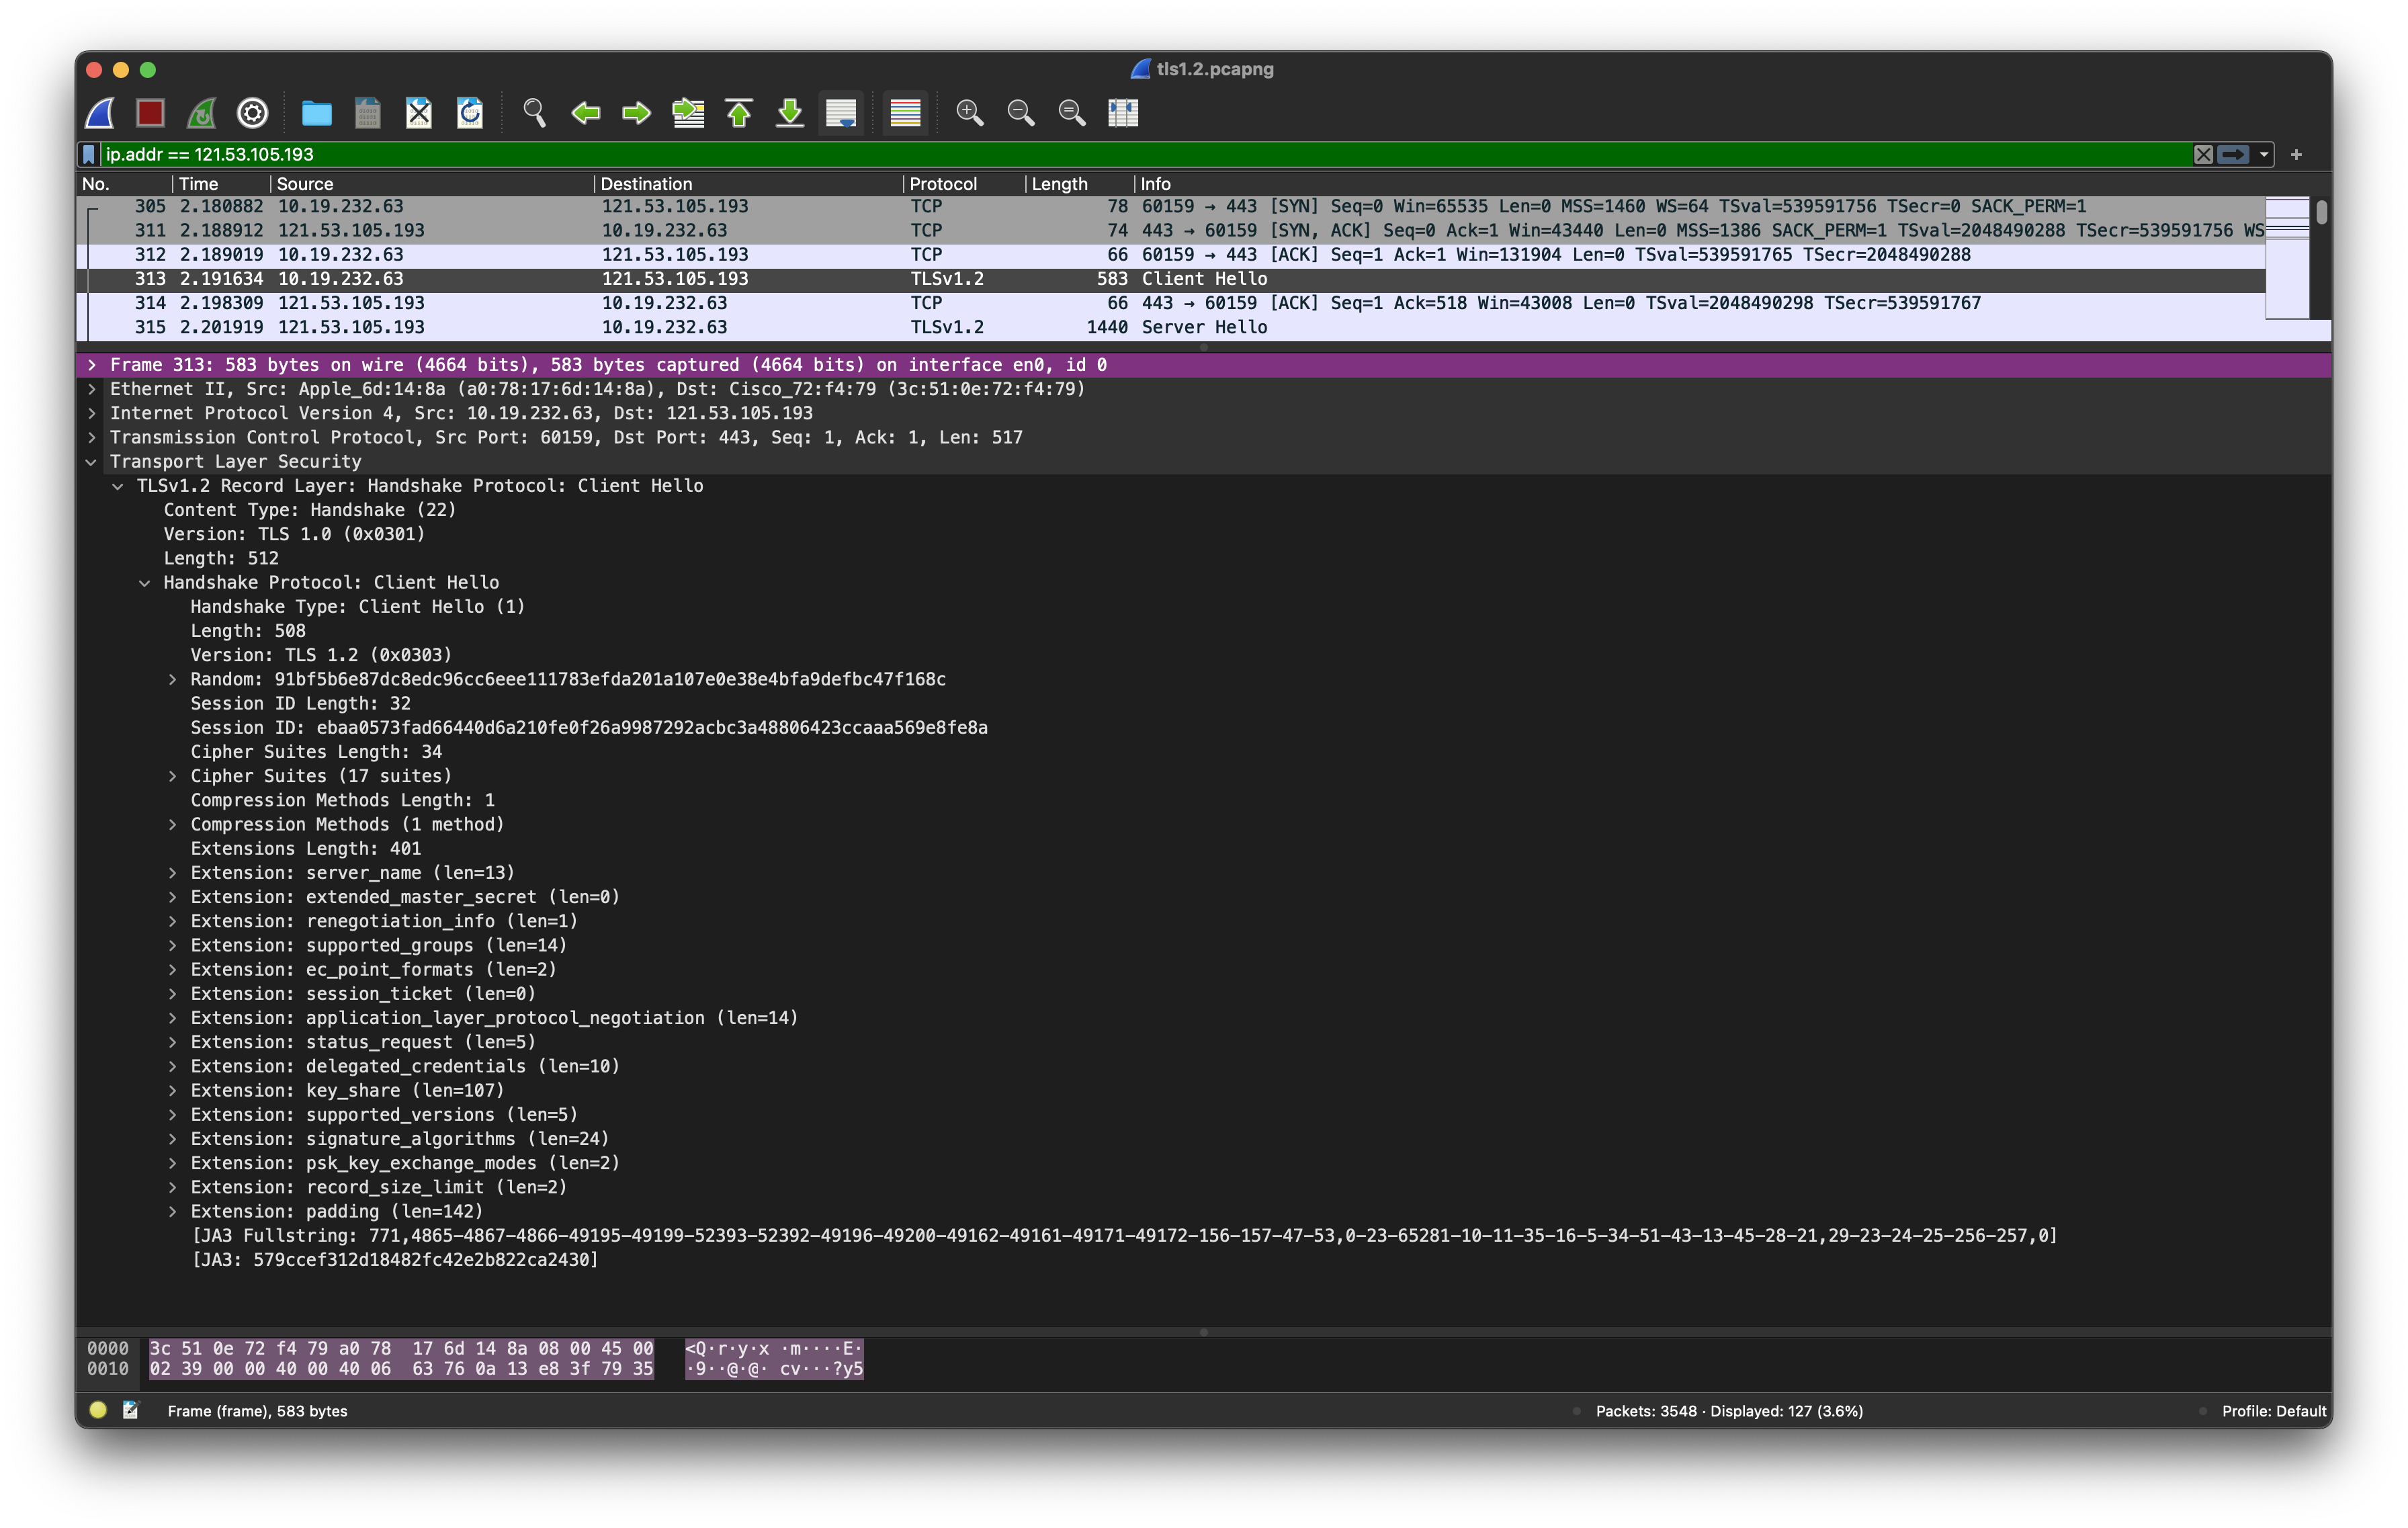 tls1.2.pcapng
ip.addr == 121.53.105.193
No. Time Source Destination Protocol Length Info
305 2.180882 10.19.232.63 121.53.105.193 TCP 78 60159 → 443 [SYN] Seq=0 Win=65535 Len=0 MSS=1460 WS=64 TSval=539591756 TSecr=0 SACK_PERM=1
311 2.188912 121.53.105.193 10.19.232.63 TCP 74 443 → 60159 [SYN, ACK] Seq=0 Ack=1 Win=43440 Len=0 MSS=1386 SACK_PERM=1 TSval=2048490288 TSecr=539591756 WS
312 2.189019 10.19.232.63 121.53.105.193 TCP 66 60159 → 443 [ACK] Seq=1 Ack=1 Win=131904 Len=0 TSval=539591765 TSecr=2048490288
313 2.191634 10.19.232.63 121.53.105.193 TLSv1.2 583 Client Hello
314 2.198309 121.53.105.193 10.19.232.63 TCP 66 443 → 60159 [ACK] Seq=1 Ack=518 Win=43008 Len=0 TSval=2048490298 TSecr=539591767
315 2.201919 121.53.105.193 10.19.232.63 TLSv1.2 1440 Server Hello
Frame 313: 583 bytes on wire (4664 bits), 583 bytes captured (4664 bits) on interface en0, id 0
Ethernet II, Src: Apple_6d:14:8a (a0:78:17:6d:14:8a), Dst: Cisco_72:f4:79 (3c:51:0e:72:f4:79)
Internet Protocol Version 4, Src: 10.19.232.63, Dst: 121.53.105.193
Transmission Control Protocol, Src Port: 60159, Dst Port: 443, Seq: 1, Ack: 1, Len: 517
Transport Layer Security
TLSv1.2 Record Layer: Handshake Protocol: Client Hello
Content Type: Handshake (22)
Version: TLS 1.0 (0x0301)
Length: 512
Handshake Protocol: Client Hello
Handshake Type: Client Hello (1)
Length: 508
Version: TLS 1.2 (0x0303)
Random: 91bf5b6e87dc8edc96cc6eee111783efda201a107e0e38e4bfa9defbc47f168c
Session ID Length: 32
Session ID: ebaa0573fad66440d6a210fe0f26a9987292acbc3a48806423ccaaa569e8fe8a
Cipher Suites Length: 34
Cipher Suites (17 suites)
Compression Methods Length: 1
Compression Methods (1 method)
Extensions Length: 401
Extension: server_name (len=13)
Extension: extended_master_secret (len=0)
Extension: renegotiation_info (len=1)
Extension: supported_groups (len=14)
Extension: ec_point_formats (len=2)
Extension: session_ticket (len=0)
Extension: application_layer_protocol_negotiation (len=14)
Extension: status_request (len=5)
Extension: delegated_credentials (len=10)
Extension: key_share (len=107)
Extension: supported_versions (len=5)
Extension: signature_algorithms (len=24)
Extension: psk_key_exchange_modes (len=2)
Extension: record_size_limit (len=2)
Extension: padding (len=142)
[JA3 Fullstring: 771,4865-4867-4866-49195-49199-52393-52392-49196-49200-49162-49161-49171-49172-156-157-47-53,0-23-65281-10-11-35-16-5-34-51-43-13-45-28-21,29-23-24-25-256-257,0]
[JA3: 579ccef312d18482fc42e2b822ca2430]
0000 3c 51 0e 72 f4 79 a0 78 17 6d 14 8a 08 00 45 00 <Q·r·y·x ·m····E·
0010 02 39 00 00 40 00 40 06 63 76 0a 13 e8 3f 79 35 ·9··@·@· cv···?y5
Frame (frame), 583 bytes
Packets: 3548 · Displayed: 127 (3.6%)
Profile: Default